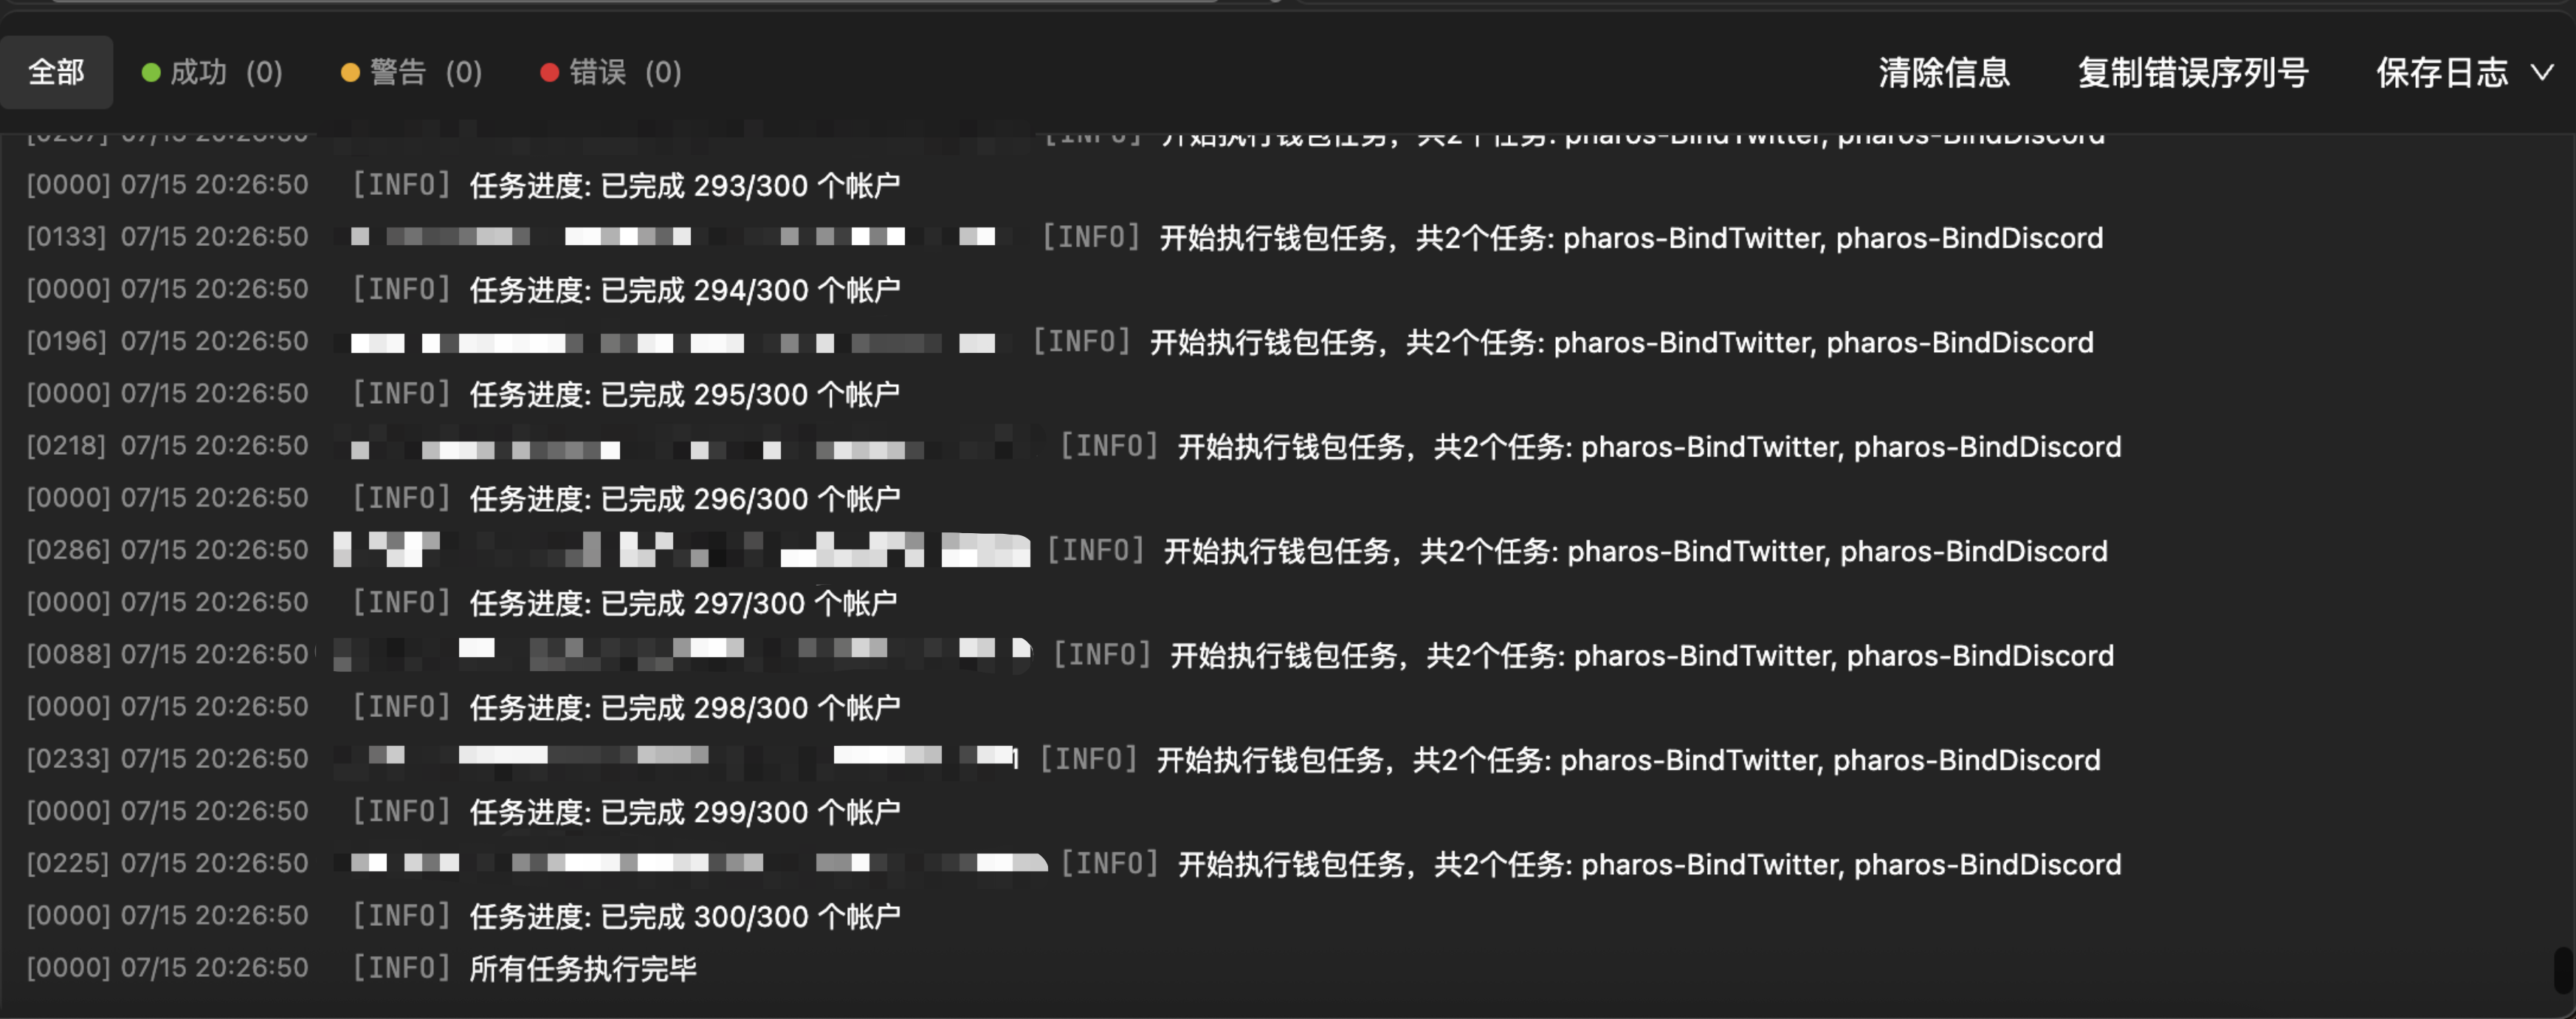 全部 成功 (0) 警告 (0) 错误 (0) 清除信息 复制错误序列号 保存日志
[0237] 07/15 20:26:50 [INFO] 开始执行钱包任务，共2个任务: pharos-BindTwitter, pharos-BindDiscord
[0000] 07/15 20:26:50 [INFO] 任务进度: 已完成 293/300 个帐户
[0133] 07/15 20:26:50 [INFO] 开始执行钱包任务，共2个任务: pharos-BindTwitter, pharos-BindDiscord
[0000] 07/15 20:26:50 [INFO] 任务进度: 已完成 294/300 个帐户
[0196] 07/15 20:26:50 [INFO] 开始执行钱包任务，共2个任务: pharos-BindTwitter, pharos-BindDiscord
[0000] 07/15 20:26:50 [INFO] 任务进度: 已完成 295/300 个帐户
[0218] 07/15 20:26:50 [INFO] 开始执行钱包任务，共2个任务: pharos-BindTwitter, pharos-BindDiscord
[0000] 07/15 20:26:50 [INFO] 任务进度: 已完成 296/300 个帐户
[0286] 07/15 20:26:50 [INFO] 开始执行钱包任务，共2个任务: pharos-BindTwitter, pharos-BindDiscord
[0000] 07/15 20:26:50 [INFO] 任务进度: 已完成 297/300 个帐户
[0088] 07/15 20:26:50 [INFO] 开始执行钱包任务，共2个任务: pharos-BindTwitter, pharos-BindDiscord
[0000] 07/15 20:26:50 [INFO] 任务进度: 已完成 298/300 个帐户
[0233] 07/15 20:26:50 [INFO] 开始执行钱包任务，共2个任务: pharos-BindTwitter, pharos-BindDiscord
[0000] 07/15 20:26:50 [INFO] 任务进度: 已完成 299/300 个帐户
[0225] 07/15 20:26:50 [INFO] 开始执行钱包任务，共2个任务: pharos-BindTwitter, pharos-BindDiscord
[0000] 07/15 20:26:50 [INFO] 任务进度: 已完成 300/300 个帐户
[0000] 07/15 20:26:50 [INFO] 所有任务执行完毕